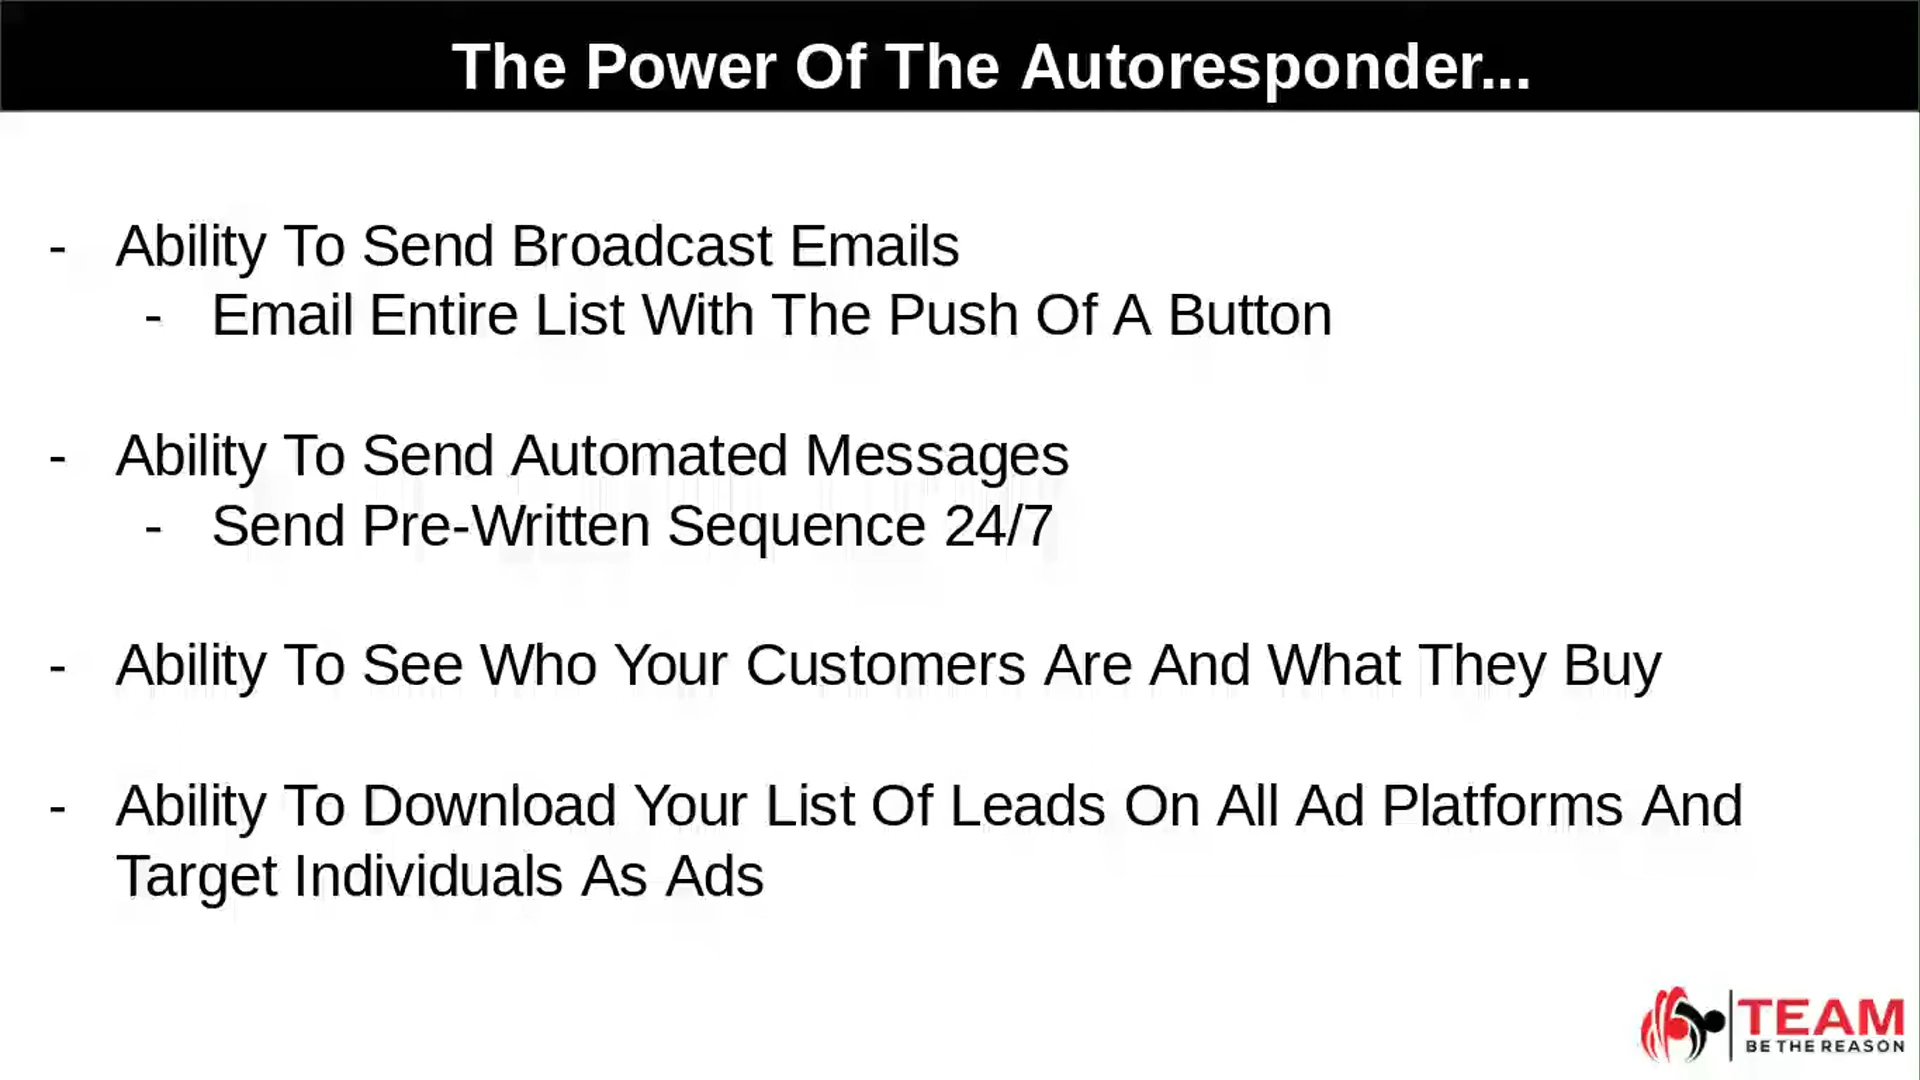 The Power Of The Autoresponder...
- Ability To Send Broadcast Emails
- Email Entire List With The Push Of A Button
- Ability To Send Automated Messages
- Send Pre-Written Sequence 24/7
- Ability To See Who Your Customers Are And What They Buy
- Ability To Download Your List Of Leads On All Ad Platforms And
Target Individuals As Ads
TEAM
BE THE REASON